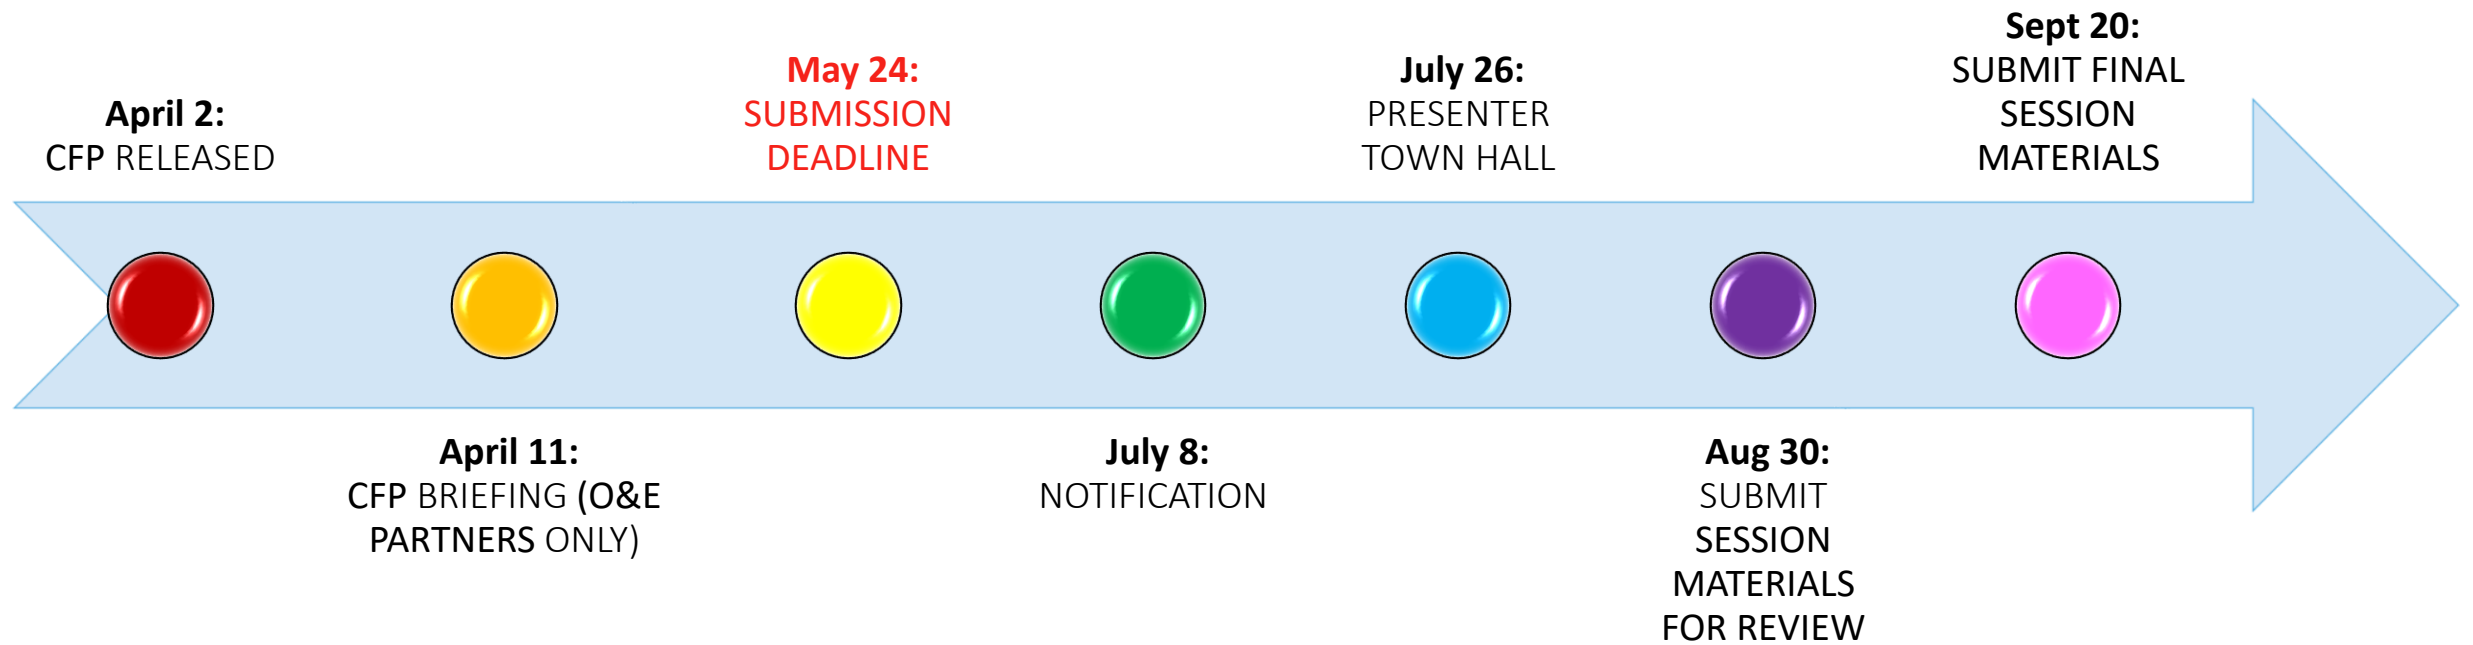 April 2:
CFP RELEASED
April 11:
CFP BRIEFING (O&E
PARTNERS ONLY)
May 24:
SUBMISSION
DEADLINE
July 8:
NOTIFICATION
July 26:
PRESENTER
TOWN HALL
Aug 30:
SUBMIT
SESSION
MATERIALS
FOR REVIEW
Sept 20:
SUBMIT FINAL
SESSION
MATERIALS